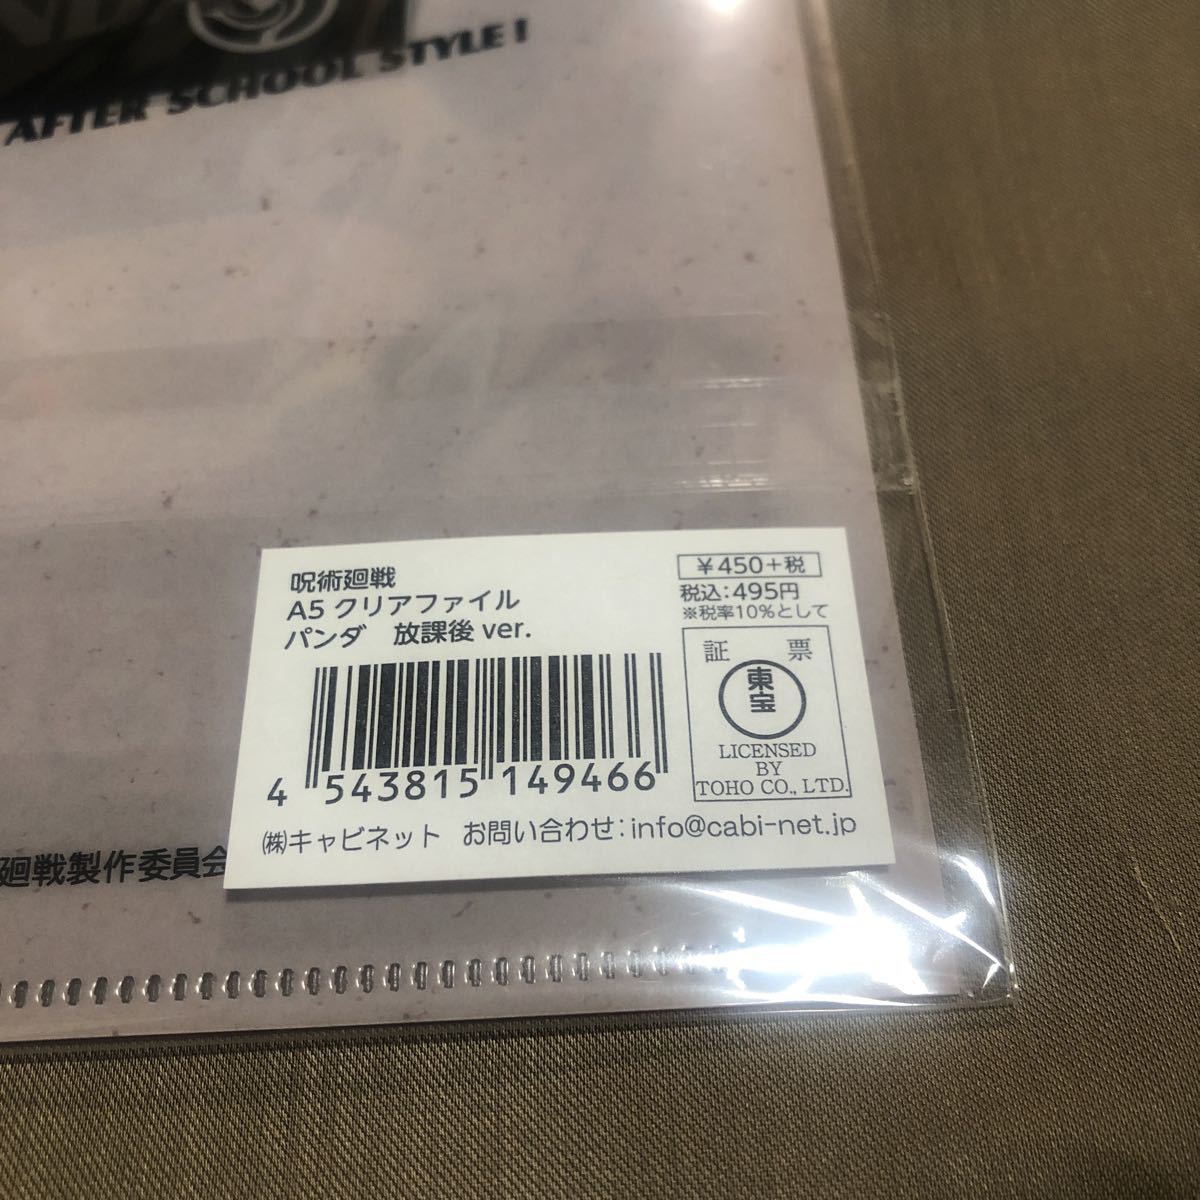 AFTER SCHOOL STYLE!
呪術廻戦
A5 クリアファイル
パンダ 放課後 ver.
¥450+税
税込:495円
※税率10%として
証 票
東宝
LICENSED
BY
TOHO CO., LTD.
4 543815 149466
㈱キャビネット お問い合わせ:info@cabi-net.jp
廻戦製作委員会